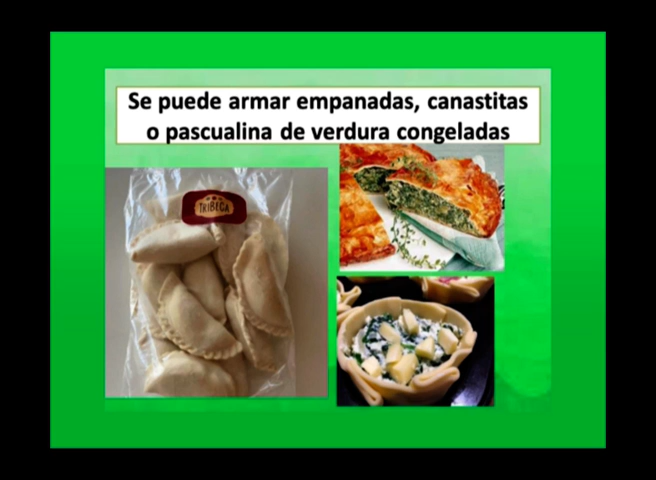 Se puede armar empanadas, canastitas
o pascualina de verdura congeladas
TRIBECA